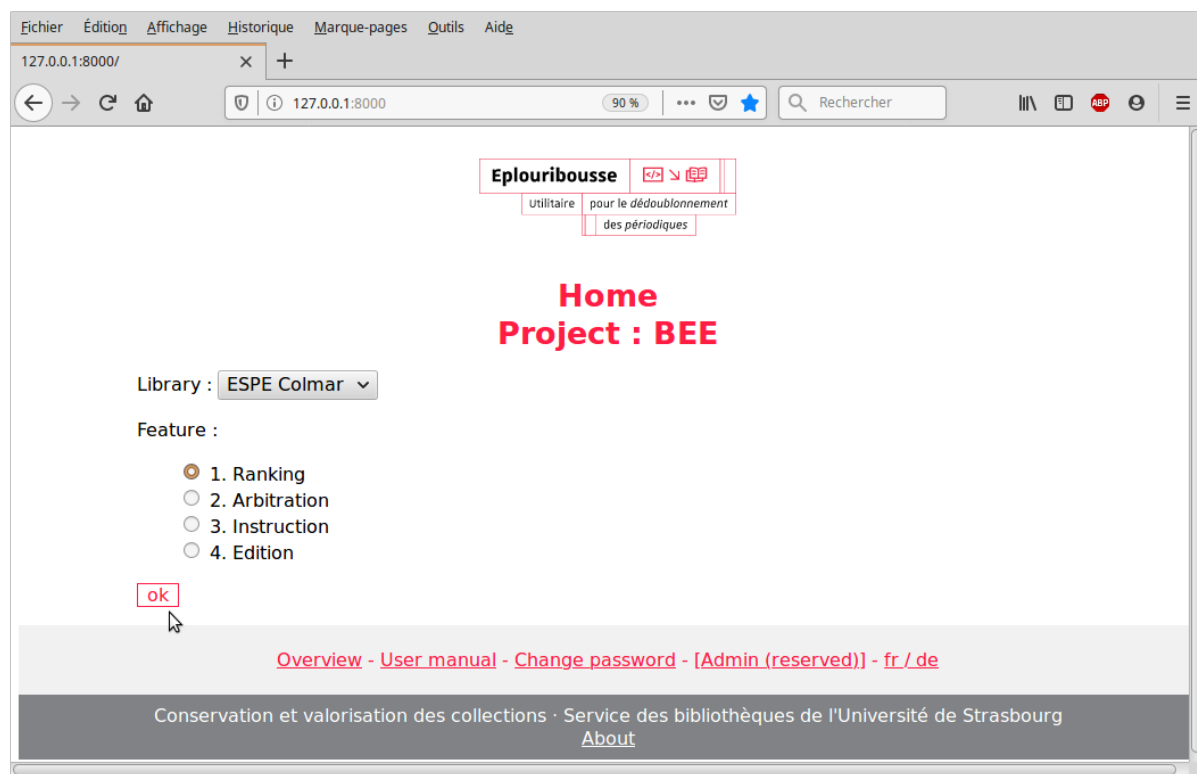 Fichier Édition Affichage Historique Marque-pages Outils Aide
127.0.0.1:8000/
127.0.0.1:8000 90 % Rechercher ABP
Eplouribousse </>
Utilitaire pour le dédoublonnement
des périodiques
Home
Project : BEE
Library : ESPE Colmar
Feature :
1. Ranking
2. Arbitration
3. Instruction
4. Edition
ok
Overview - User manual - Change password - [Admin (reserved)] - fr / de
Conservation et valorisation des collections · Service des bibliothèques de l'Université de Strasbourg
About